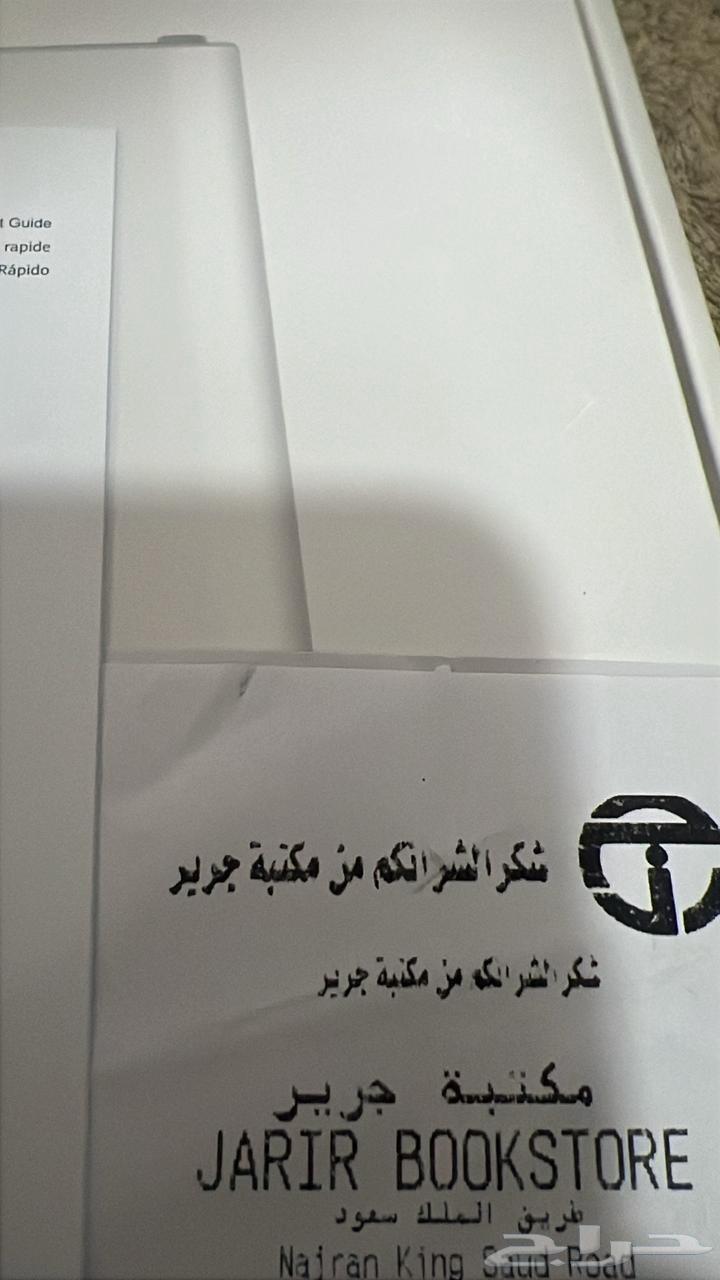 t Guide
rapide
Rápido
شكرا لشرائكم من مكتبة جرير
شكرا لشرائكم من مكتبة جرير
مكتبة جرير
JARIR BOOKSTORE
طريق الملك سعود
Najran King Saud Road
حراج